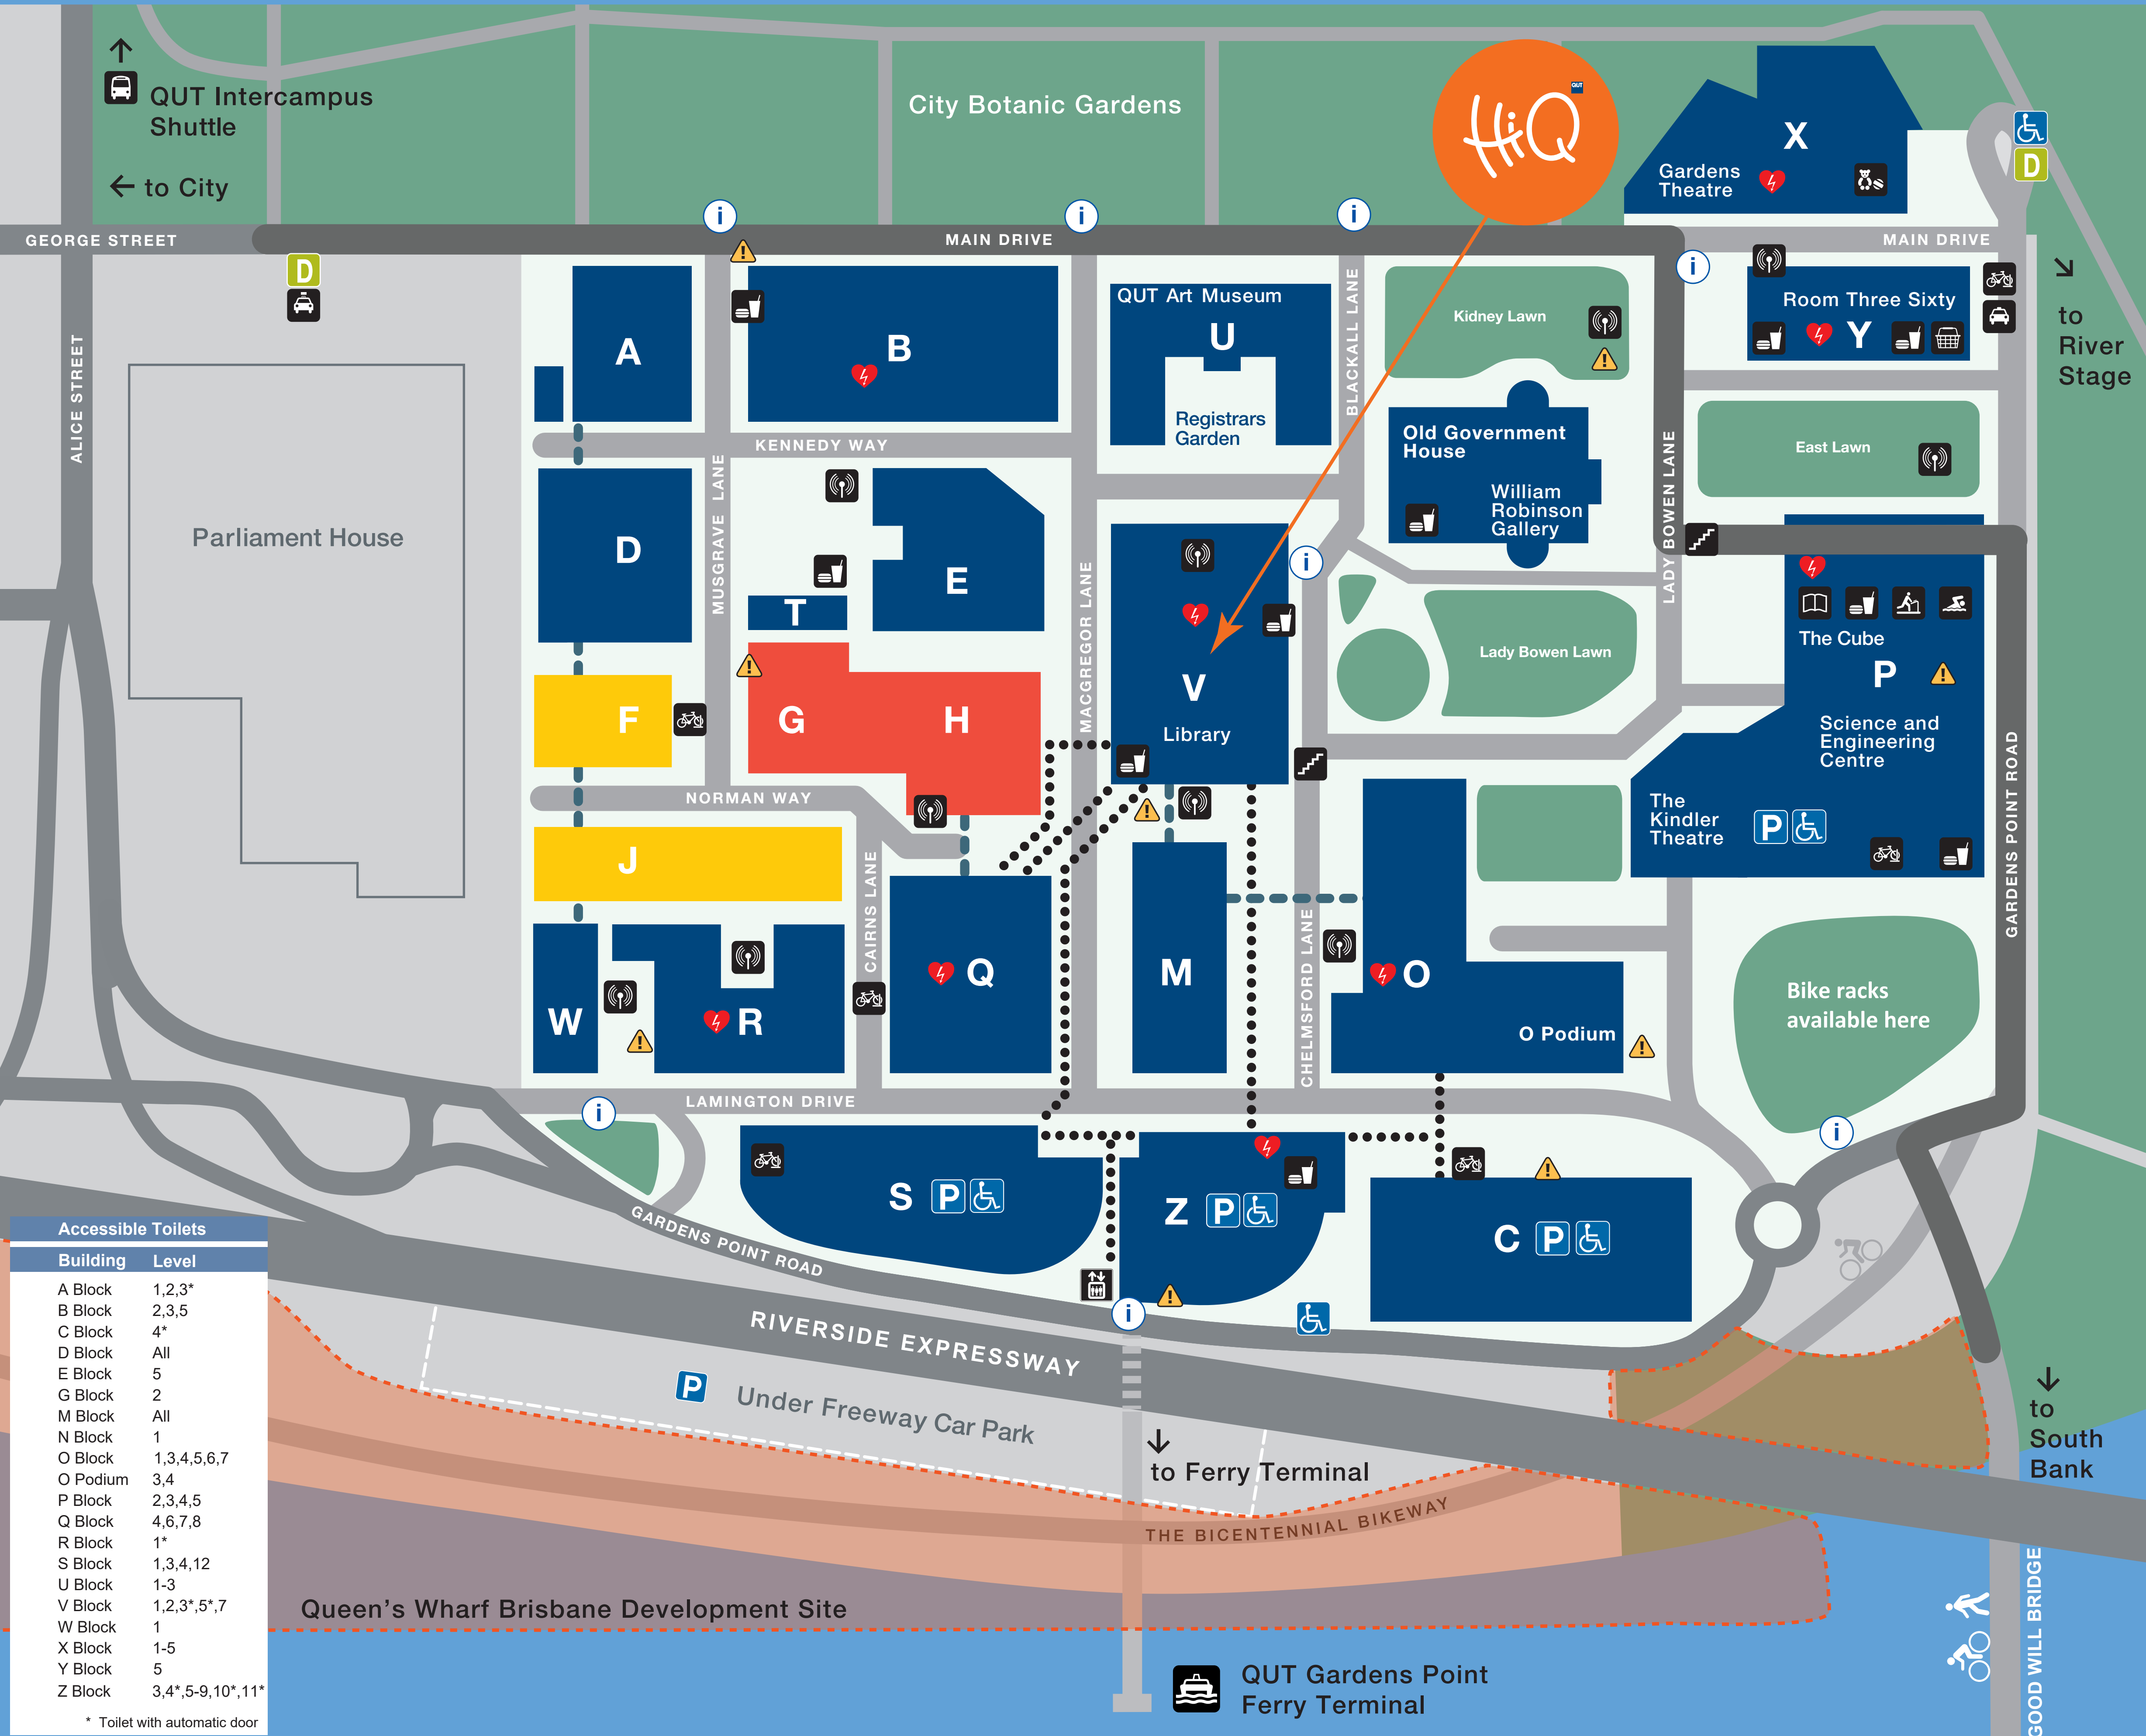 QUT Intercampus
Shuttle
← to City
City Botanic Gardens
HiQ
QUT
X
Gardens
Theatre
D
GEORGE STREET
MAIN DRIVE
MAIN DRIVE
i
i
i
i
D
to
River
Stage
ALICE STREET
Parliament House
A
B
QUT Art Museum
U
Registrars
Garden
BLACKALL LANE
Kidney Lawn
Room Three Sixty
Y
KENNEDY WAY
MUSGRAVE LANE
Old Government
House
William
Robinson
Gallery
LADY BOWEN LANE
East Lawn
D
E
T
MACGREGOR LANE
i
V
Library
Lady Bowen Lawn
The Cube
P
Science and
Engineering
Centre
F
G
H
NORMAN WAY
The
Kindler
Theatre
P
GARDENS POINT ROAD
J
CAIRNS LANE
W
R
Q
M
CHELMSFORD LANE
O
O Podium
Bike racks
available here
LAMINGTON DRIVE
i
i
S
P
Z
P
C
P
GARDENS POINT ROAD
i
RIVERSIDE EXPRESSWAY
P
Under Freeway Car Park
to Ferry Terminal
THE BICENTENNIAL BIKEWAY
to
South
Bank
Queen's Wharf Brisbane Development Site
QUT Gardens Point
Ferry Terminal
GOOD WILL BRIDGE
Accessible Toilets
Building Level
A Block 1,2,3*
B Block 2,3,5
C Block 4*
D Block All
E Block 5
G Block 2
M Block All
N Block 1
O Block 1,3,4,5,6,7
O Podium 3,4
P Block 2,3,4,5
Q Block 4,6,7,8
R Block 1*
S Block 1,3,4,12
U Block 1-3
V Block 1,2,3*,5*,7
W Block 1
X Block 1-5
Y Block 5
Z Block 3,4*,5-9,10*,11*
* Toilet with automatic door